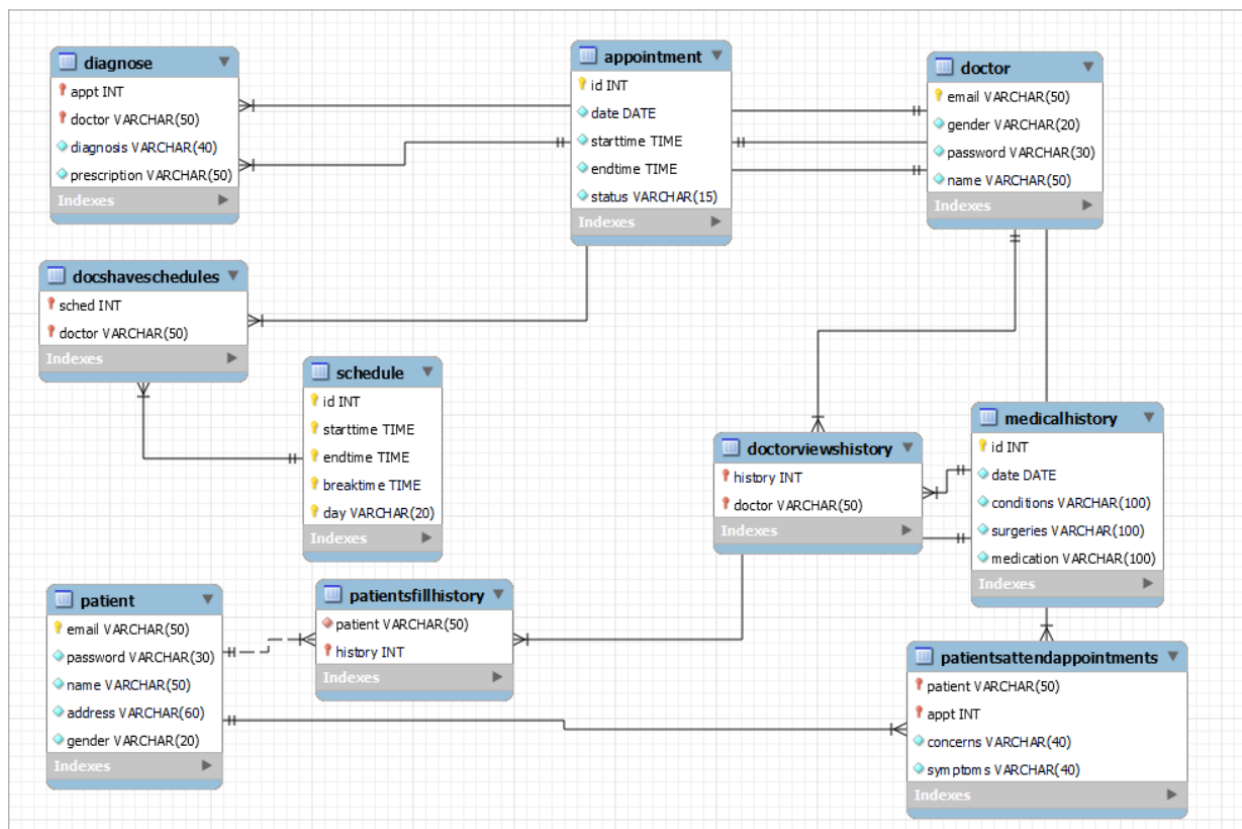 diagnose
appt INT
doctor VARCHAR(50)
diagnosis VARCHAR(40)
prescription VARCHAR(50)
Indexes
appointment
id INT
date DATE
starttime TIME
endtime TIME
status VARCHAR(15)
Indexes
doctor
email VARCHAR(50)
gender VARCHAR(20)
password VARCHAR(30)
name VARCHAR(50)
Indexes
docshaveschedules
sched INT
doctor VARCHAR(50)
Indexes
schedule
id INT
starttime TIME
endtime TIME
breaktime TIME
day VARCHAR(20)
Indexes
doctorviewshistory
history INT
doctor VARCHAR(50)
Indexes
medicalhistory
id INT
date DATE
conditions VARCHAR(100)
surgeries VARCHAR(100)
medication VARCHAR(100)
Indexes
patient
email VARCHAR(50)
password VARCHAR(30)
name VARCHAR(50)
address VARCHAR(60)
gender VARCHAR(20)
Indexes
patientsfillhistory
patient VARCHAR(50)
history INT
Indexes
patientsattendappointments
patient VARCHAR(50)
appt INT
concerns VARCHAR(40)
symptoms VARCHAR(40)
Indexes